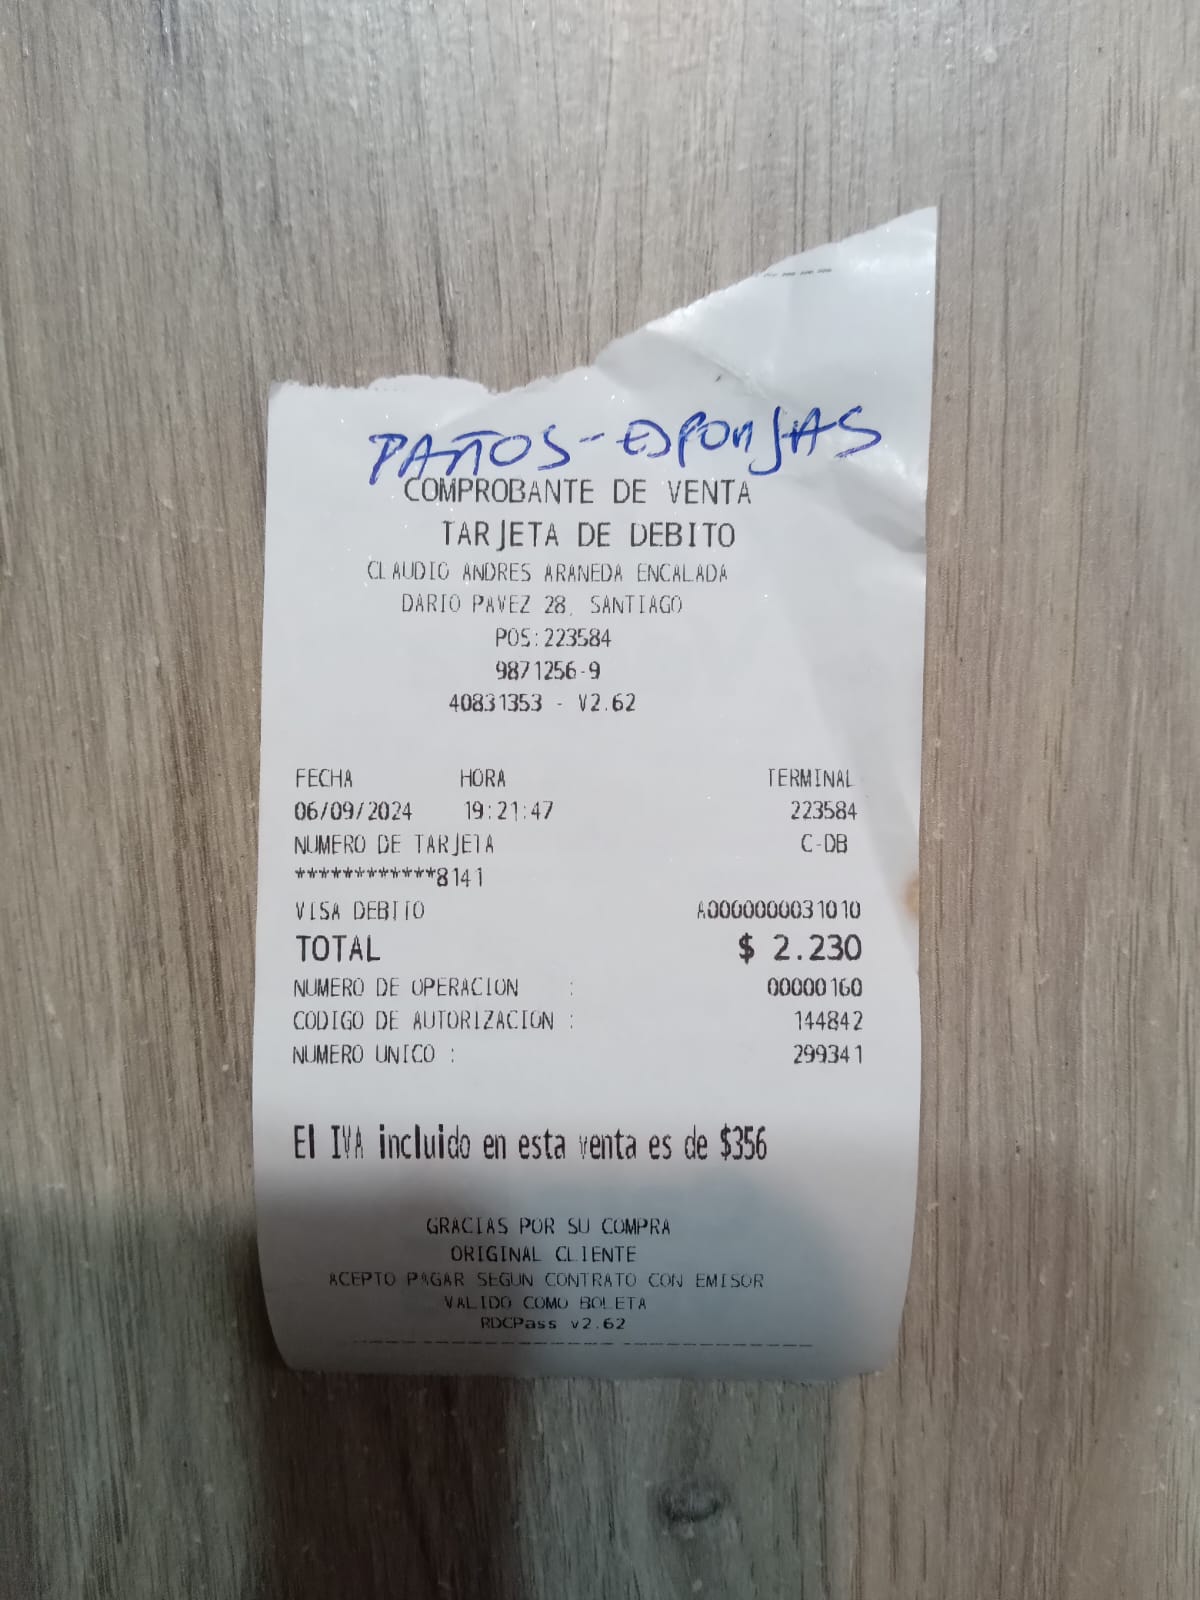 PAÑOS - ESPONJAS
COMPROBANTE DE VENTA
TARJETA DE DEBITO
CLAUDIO ANDRES ARANEDA ENCALADA
DARIO PAVEZ 28, SANTIAGO
POS:223584
9871256-9
40831353 - V2.62
FECHA HORA TERMINAL
06/09/2024 19:21:47 223584
NUMERO DE TARJETA C-DB
************8141
VISA DEBITO A0000000031010
TOTAL $ 2.230
NUMERO DE OPERACION : 00000160
CODIGO DE AUTORIZACION : 144842
NUMERO UNICO : 299341
El IVA incluido en esta venta es de $356
GRACIAS POR SU COMPRA
ORIGINAL CLIENTE
ACEPTO PAGAR SEGUN CONTRATO CON EMISOR
VALIDO COMO BOLETA
RDCPass v2.62